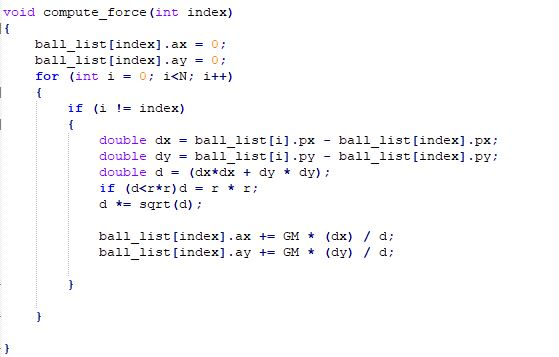 void compute_force(int index)
{
    ball_list[index].ax = 0;
    ball_list[index].ay = 0;
    for (int i = 0; i<N; i++)
    {
        if (i != index)
        {
            double dx = ball_list[i].px - ball_list[index].px;
            double dy = ball_list[i].py - ball_list[index].py;
            double d = (dx*dx + dy * dy);
            if (d<r*r)d = r * r;
            d *= sqrt(d);
            ball_list[index].ax += GM * (dx) / d;
            ball_list[index].ay += GM * (dy) / d;
        }
    }
}